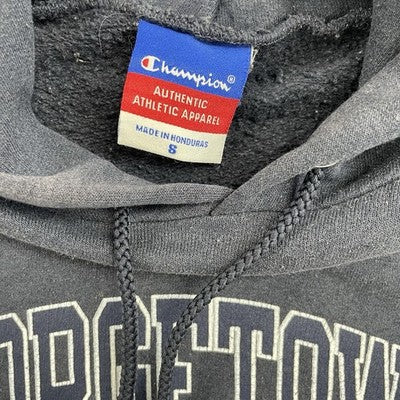 Champion®
AUTHENTIC
ATHLETIC APPAREL
MADE IN HONDURAS
S
ORGETOW